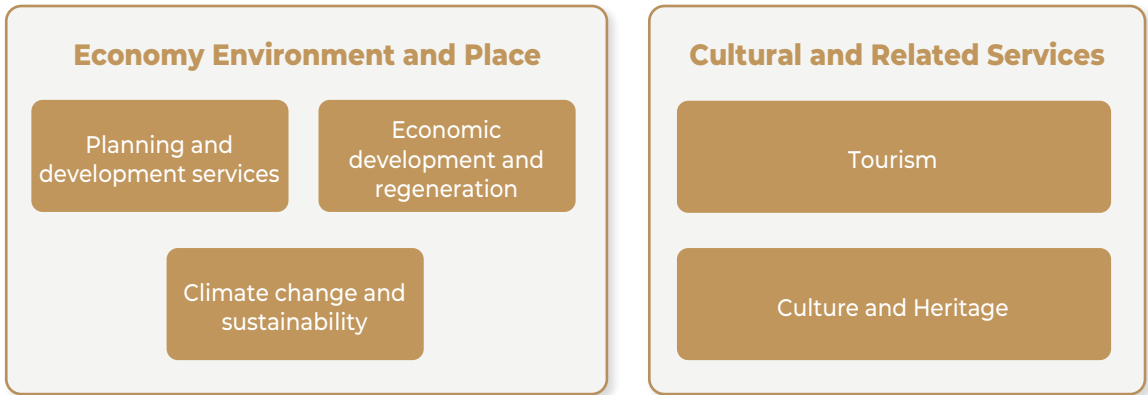 Economy Environment and Place
Planning and
development services
Economic
development and
regeneration
Climate change and
sustainability
Cultural and Related Services
Tourism
Culture and Heritage